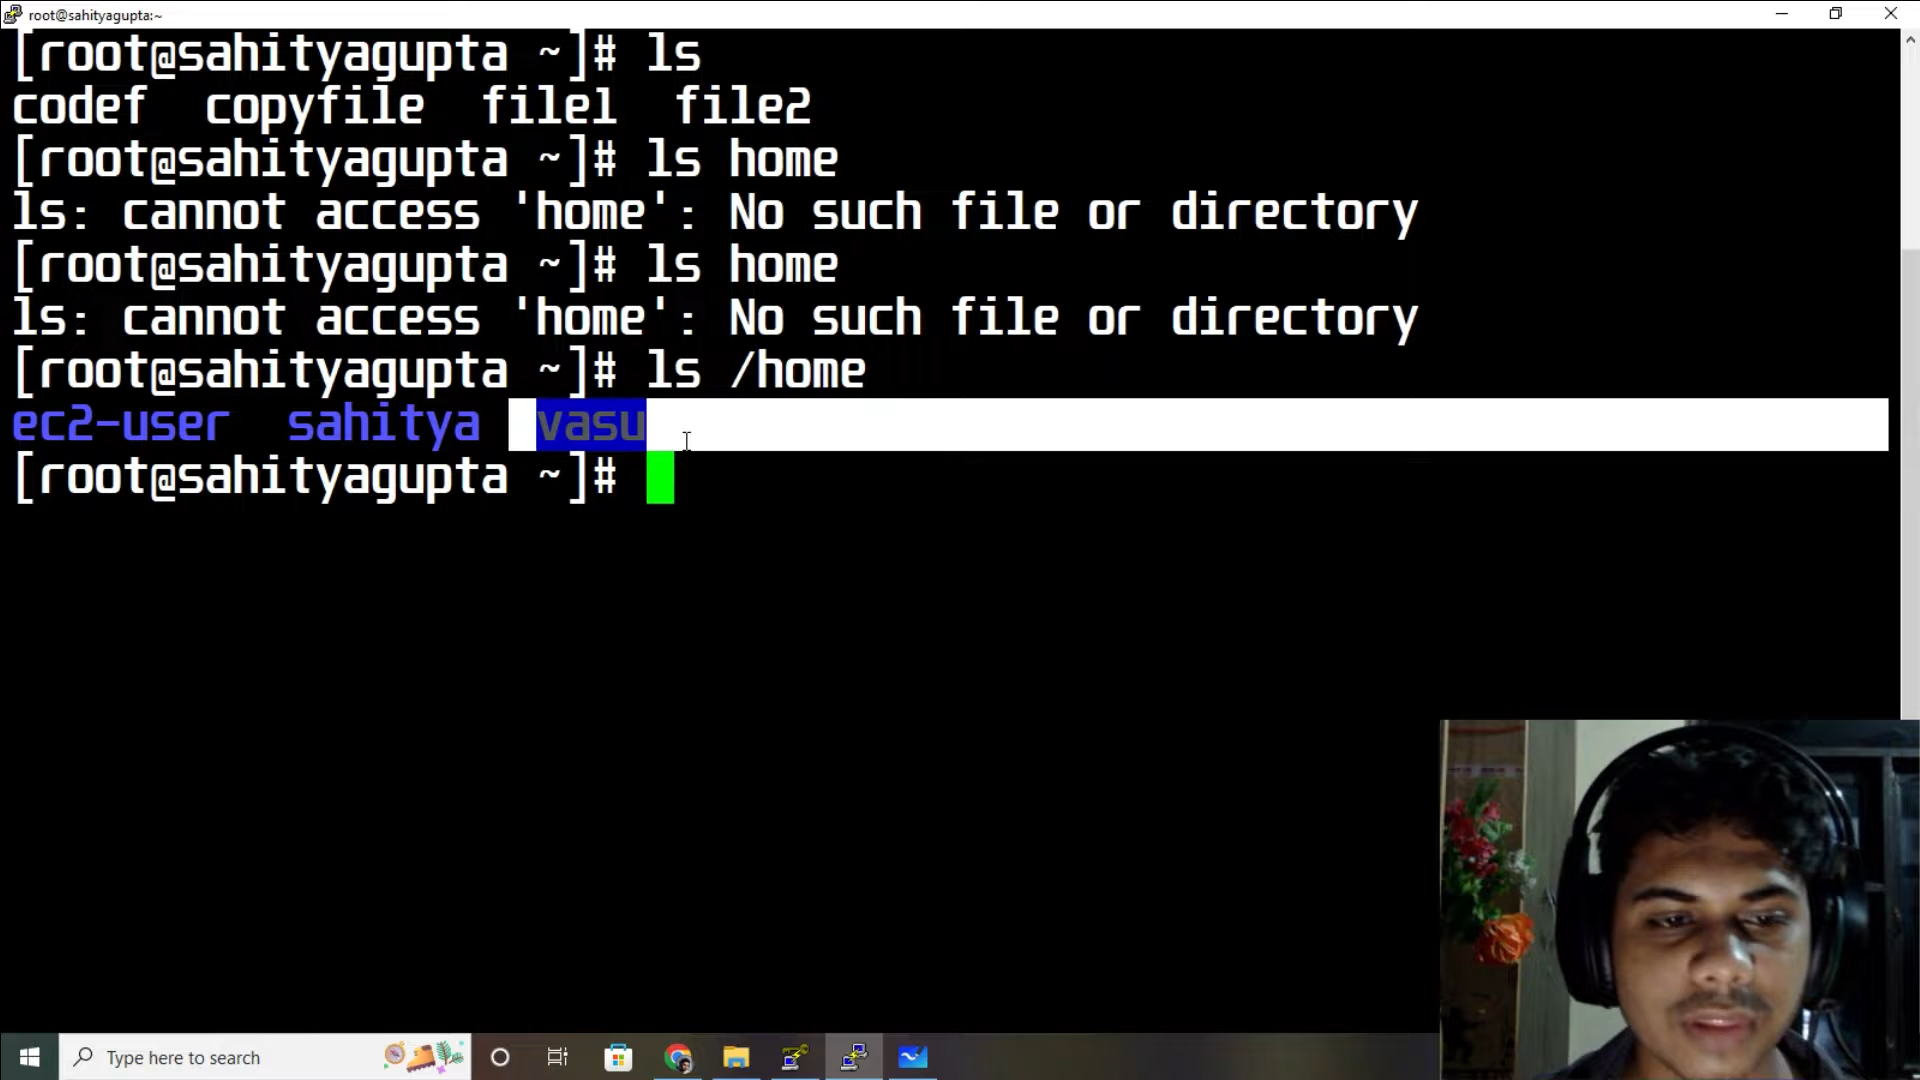 root@sahityagupta:~
[root@sahityagupta ~]# ls
codef  copyfile  file1  file2
[root@sahityagupta ~]# ls home
ls: cannot access 'home': No such file or directory
[root@sahityagupta ~]# ls home
ls: cannot access 'home': No such file or directory
[root@sahityagupta ~]# ls /home
ec2-user  sahitya  vasu
[root@sahityagupta ~]#
Type here to search